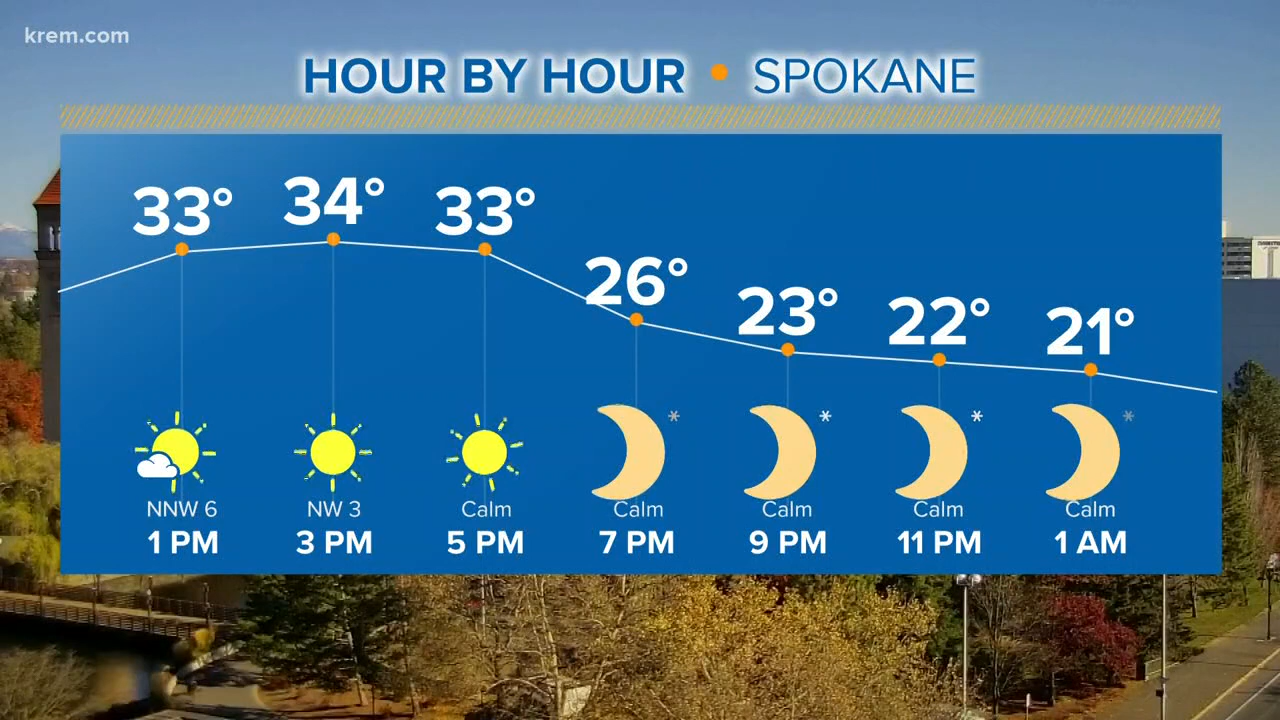 krem.com
HOUR BY HOUR • SPOKANE
33° 34° 33° 26° 23° 22° 21°
NNW 6 NW 3 Calm Calm Calm Calm Calm
1 PM 3 PM 5 PM 7 PM 9 PM 11 PM 1 AM